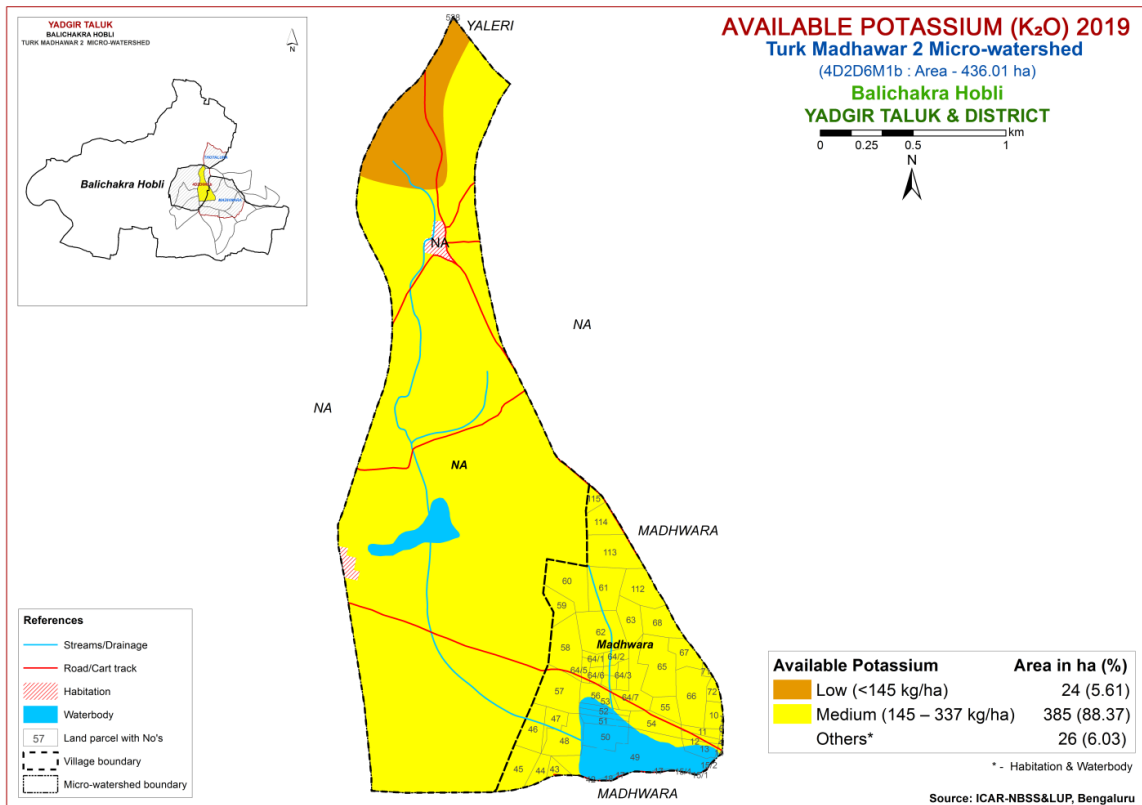 YADGIR TALUK
BALICHAKRA HOBLI
TURK MADHAWAR 2 MICRO-WATERSHED
N
Balichakra Hobli
AVAILABLE POTASSIUM (K₂O) 2019
Turk Madhawar 2 Micro-watershed
(4D2D6M1b : Area - 436.01 ha)
Balichakra Hobli
YADGIR TALUK & DISTRICT
km
0 0.25 0.5 1
N
YALERI
NA
NA
NA
NA
MADHWARA
115
114
113
60
61
112
59
63
68
62
58
Madhwara
67
64/1 64/2
64/5
65
64/6 64/3
57
56
66
72
53
64/7
55
10
52
47
51
54
46
11
48
50
12
13
49
45
44 43
MADHWARA
References
Streams/Drainage
Road/Cart track
Habitation
Waterbody
57 Land parcel with No's
Village boundary
Micro-watershed boundary
Available Potassium Area in ha (%)
Low (<145 kg/ha) 24 (5.61)
Medium (145 – 337 kg/ha) 385 (88.37)
Others* 26 (6.03)
* - Habitation & Waterbody
Source: ICAR-NBSS&LUP, Bengaluru